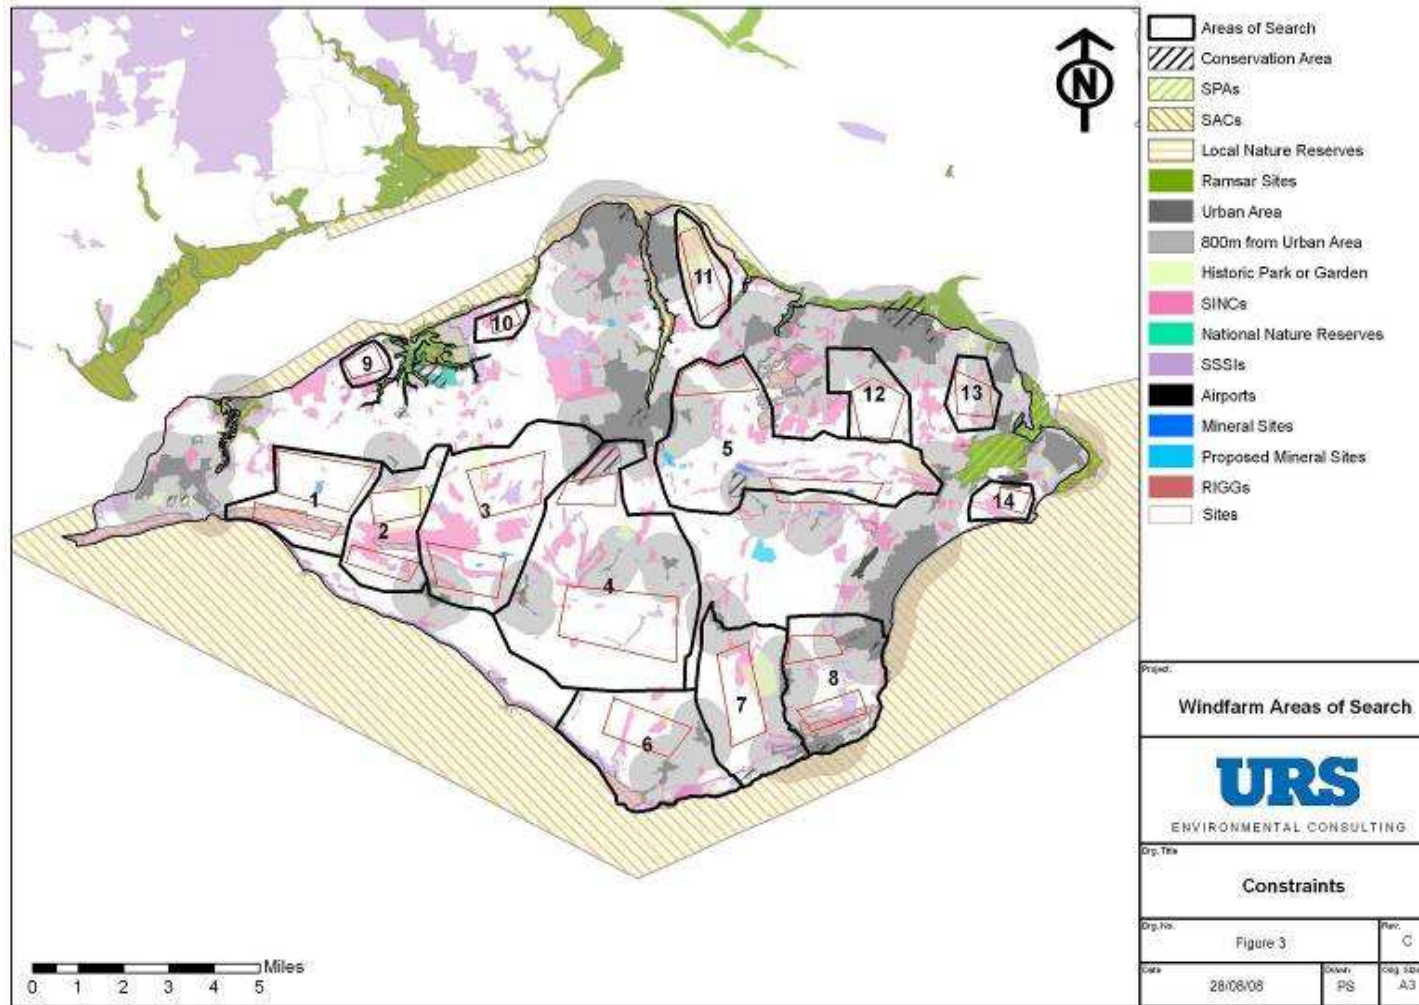 N
Areas of Search
Conservation Area
SPAs
SACs
Local Nature Reserves
Ramsar Sites
Urban Area
800m from Urban Area
Historic Park or Garden
SINCs
National Nature Reserves
SSSIs
Airports
Mineral Sites
Proposed Mineral Sites
RIGGs
Sites
11
10
9
12
13
5
14
1
3
2
4
7
8
6
Miles
0 1 2 3 4 5
Project.
Windfarm Areas of Search
URS
ENVIRONMENTAL CONSULTING
Drg. Title
Constraints
Drg. No.
Figure 3
Rev.
C
Date
28/08/08
Drawn
PS
A3